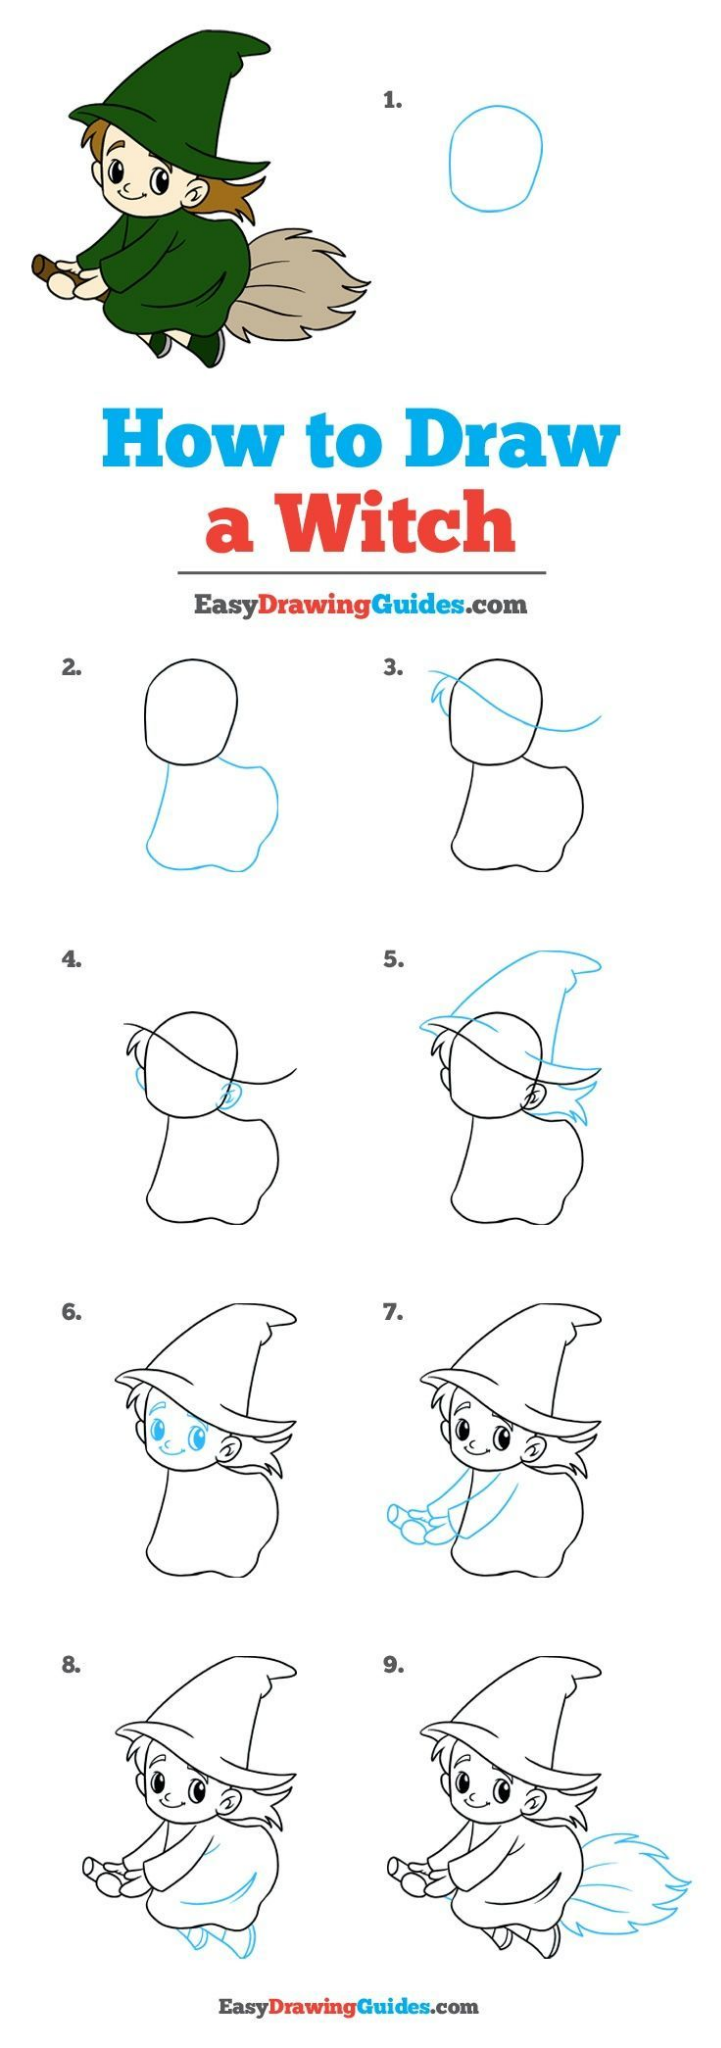 1.
How to Draw
a Witch
EasyDrawingGuides.com
2.
3.
4.
5.
6.
7.
8.
9.
EasyDrawingGuides.com